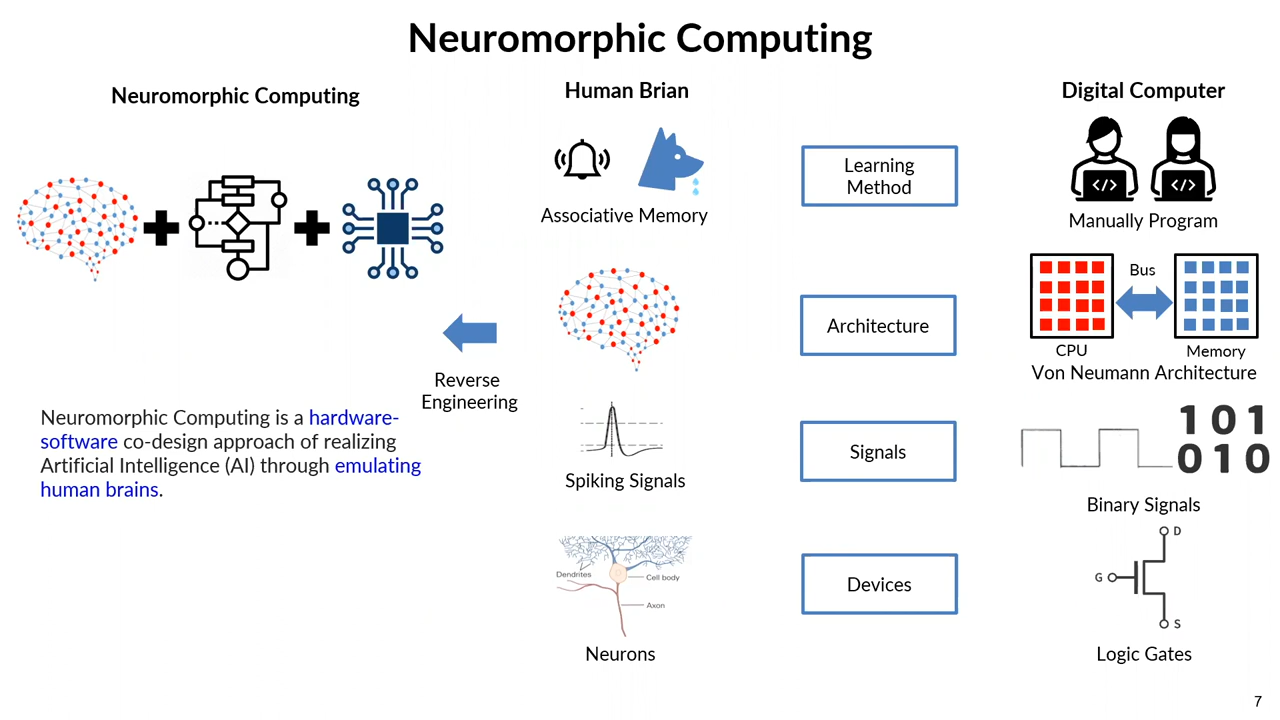 Neuromorphic Computing
Neuromorphic Computing
Neuromorphic Computing is a hardware-
software co-design approach of realizing
Artificial Intelligence (AI) through emulating
human brains.
Reverse
Engineering
Human Brian
Associative Memory
Spiking Signals
Dendrites
Cell body
Axon
Neurons
Learning
Method
Architecture
Signals
Devices
Digital Computer
</>
</>
Manually Program
Bus
CPU
Memory
Von Neumann Architecture
101
010
Binary Signals
D
G
S
Logic Gates
7